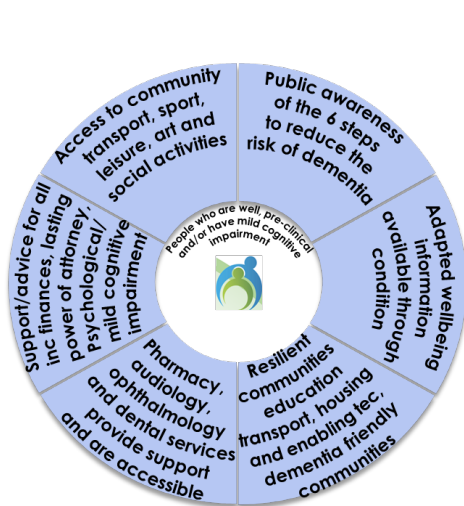 Public awareness
of the 6 steps
to reduce the
risk of dementia
Adapted wellbeing
information
available through
condition
Resilient
communities
education
transport, housing
and enabling tec,
dementia friendly
communities
Pharmacy,
audiology,
ophthalmology
and dental services
provide support
and are accessible
Support/advice for all
inc finances, lasting
power of attorney,
Psychological/
mild cognitive
impairment
Access to community
transport, sport,
leisure, art and
social activities
People who are well, pre-clinical
and/or have mild cognitive
impairment